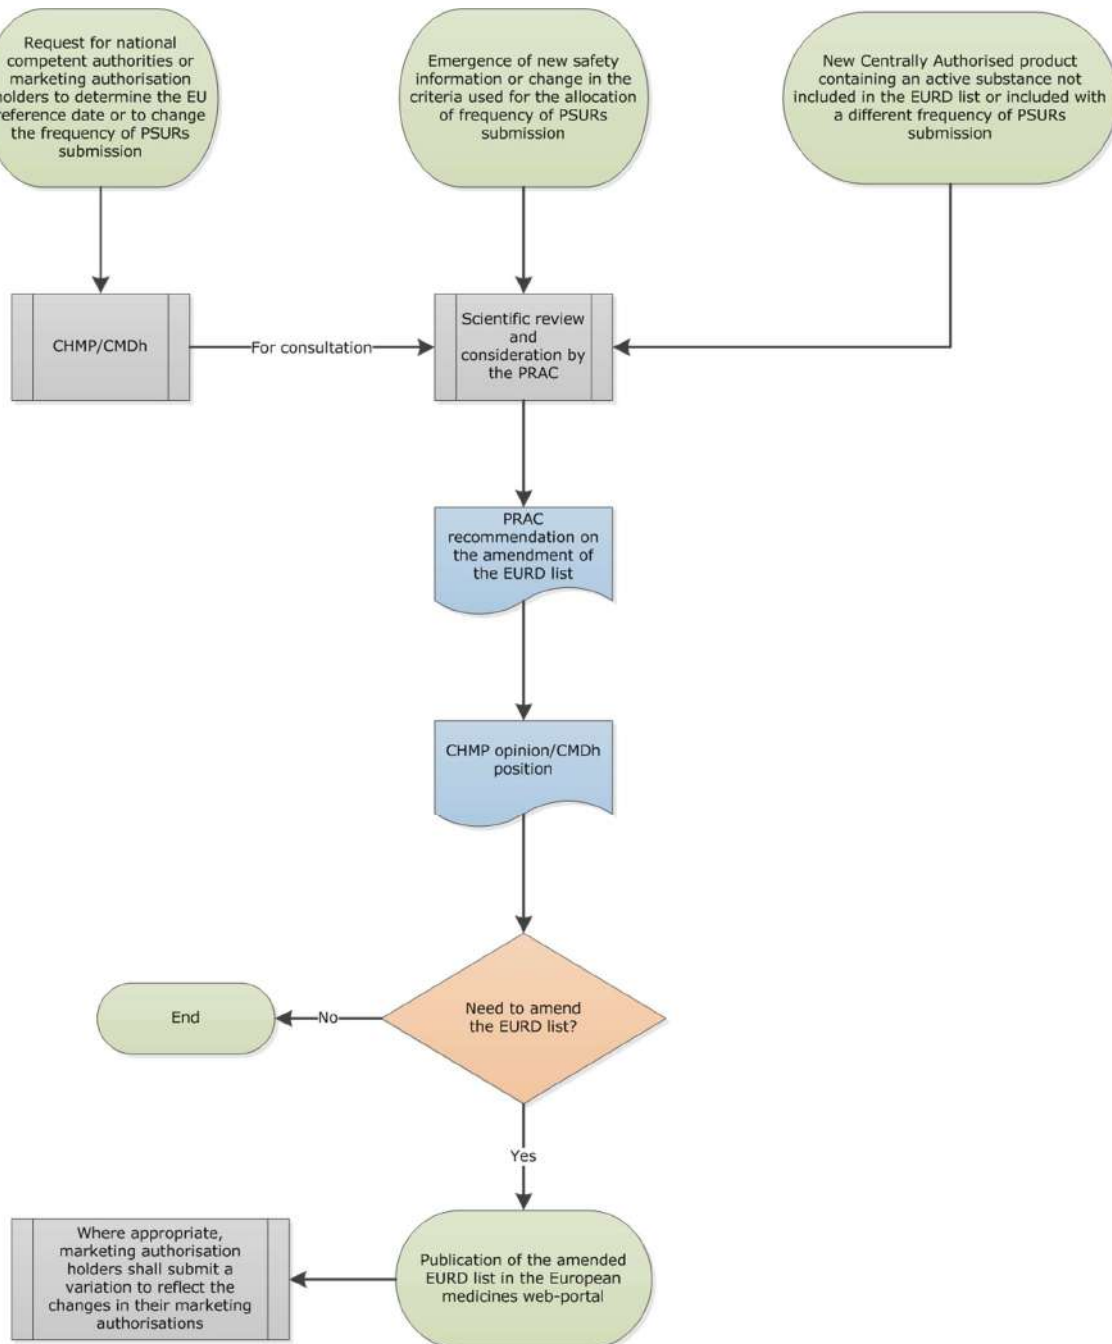 Request for national
competent authorities or
marketing authorisation
holders to determine the EU
reference date or to change
the frequency of PSURs
submission
Emergence of new safety
information or change in the
criteria used for the allocation
of frequency of PSURs
submission
New Centrally Authorised product
containing an active substance not
included in the EURD list or included with
a different frequency of PSURs
submission
CHMP/CMDh
For consultation
Scientific review
and
consideration by
the PRAC
PRAC
recommendation on
the amendment of
the EURD list
CHMP opinion/CMDh
position
Need to amend
the EURD list?
No
End
Yes
Publication of the amended
EURD list in the European
medicines web-portal
Where appropriate,
marketing authorisation
holders shall submit a
variation to reflect the
changes in their marketing
authorisations